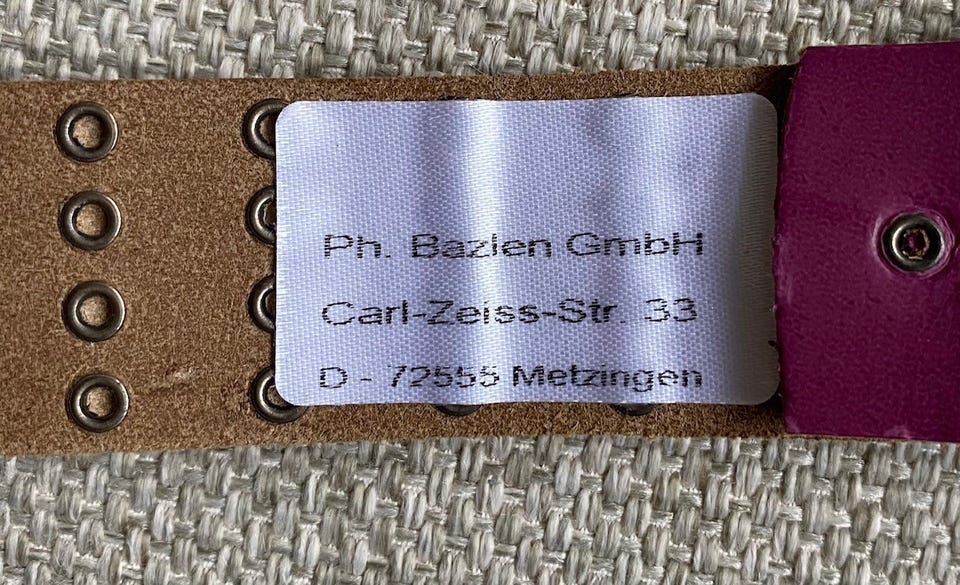 Ph. Bazlen GmbH
Carl-Zeiss-Str. 33
D - 72555 Metzingen